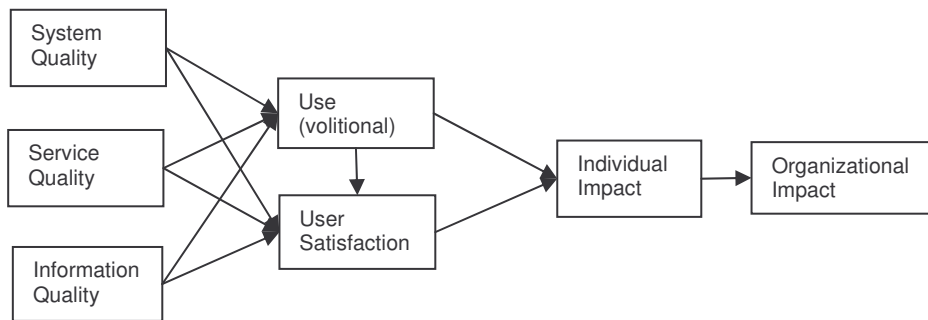 System
Quality
Use
(volitional)
Service
Quality
Individual
Impact
Organizational
Impact
User
Satisfaction
Information
Quality